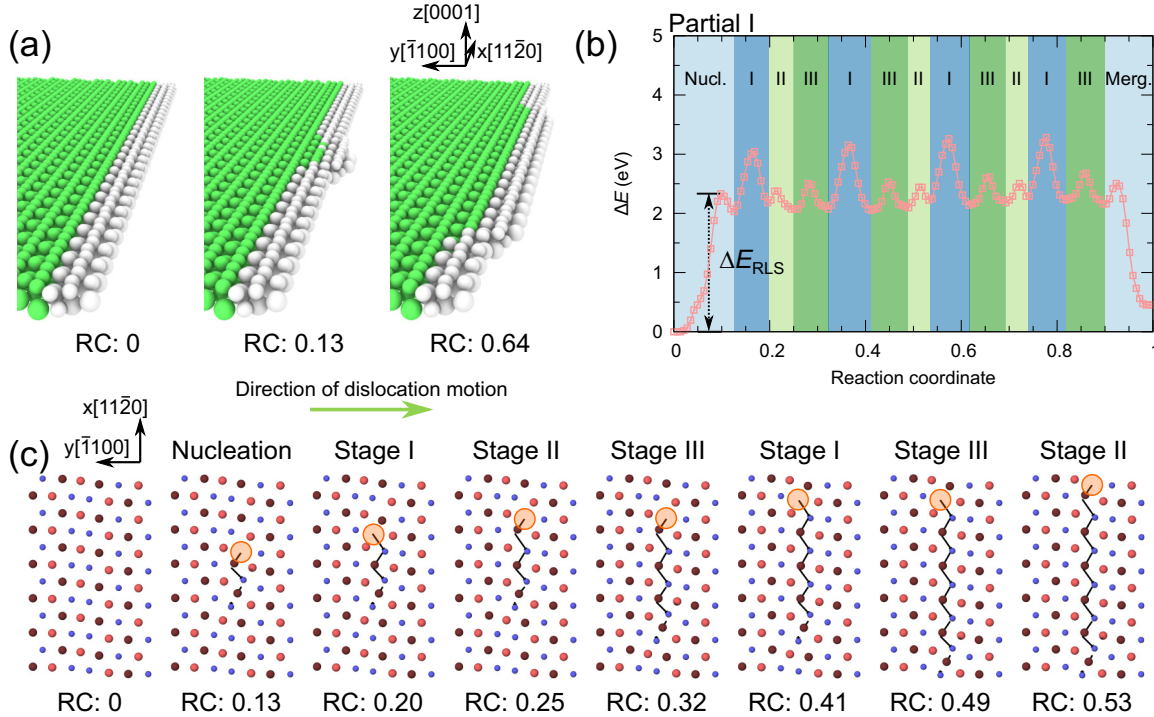 (a)
z[0001]
y[1̄100]
x[112̄0]
RC: 0
RC: 0.13
RC: 0.64
(b)
Partial I
Nucl. I II III I III II I III II I III Merg.
5
4
3
2
1
0
ΔE (eV)
ΔE_RLS
0 0.2 0.4 0.6 0.8 1
Reaction coordinate
Direction of dislocation motion
x[112̄0]
y[1̄100]
(c)
Nucleation
Stage I
Stage II
Stage III
Stage I
Stage III
Stage II
RC: 0
RC: 0.13
RC: 0.20
RC: 0.25
RC: 0.32
RC: 0.41
RC: 0.49
RC: 0.53